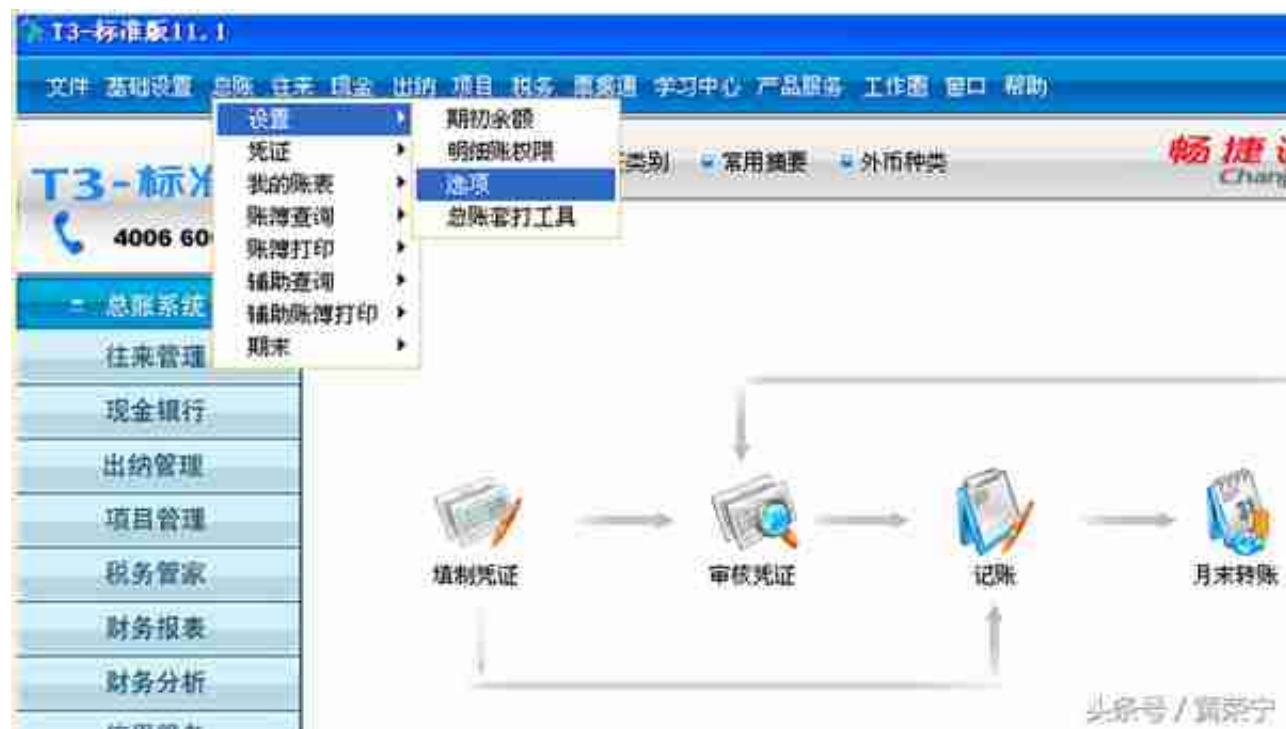 T3-标准版11.1
文件 基础设置 总账 往来 现金 出纳 项目 税务 票据通 学习中心 产品服务 工作圈 窗口 帮助
设置
凭证
我的账表
账簿查询
账簿打印
辅助查询
辅助账簿打印
期末
期初余额
明细账权限
选项
总账套打工具
类别 常用摘要 外币种类
畅捷
Chan
T3-标准
4006 60
总账系统
往来管理
现金银行
出纳管理
项目管理
税务管家
财务报表
财务分析
填制凭证
审核凭证
记账
月末转账
头条号 /